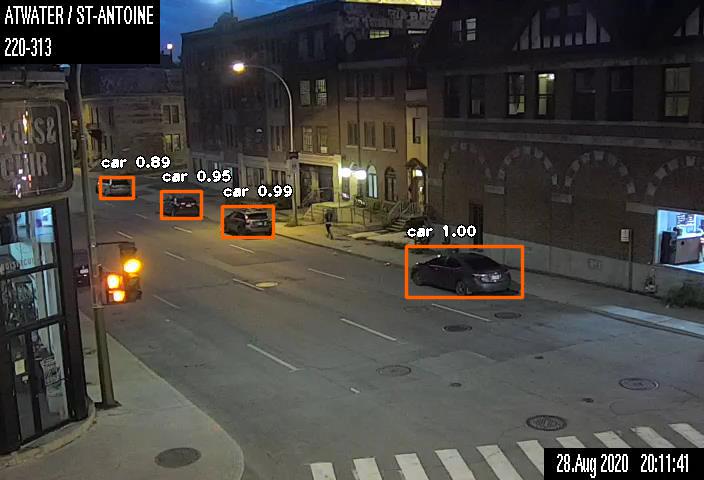 ATWATER / ST-ANTOINE
220-313
car 0.89
car 0.95
car 0.99
car 1.00
28.Aug 2020 20:11:41